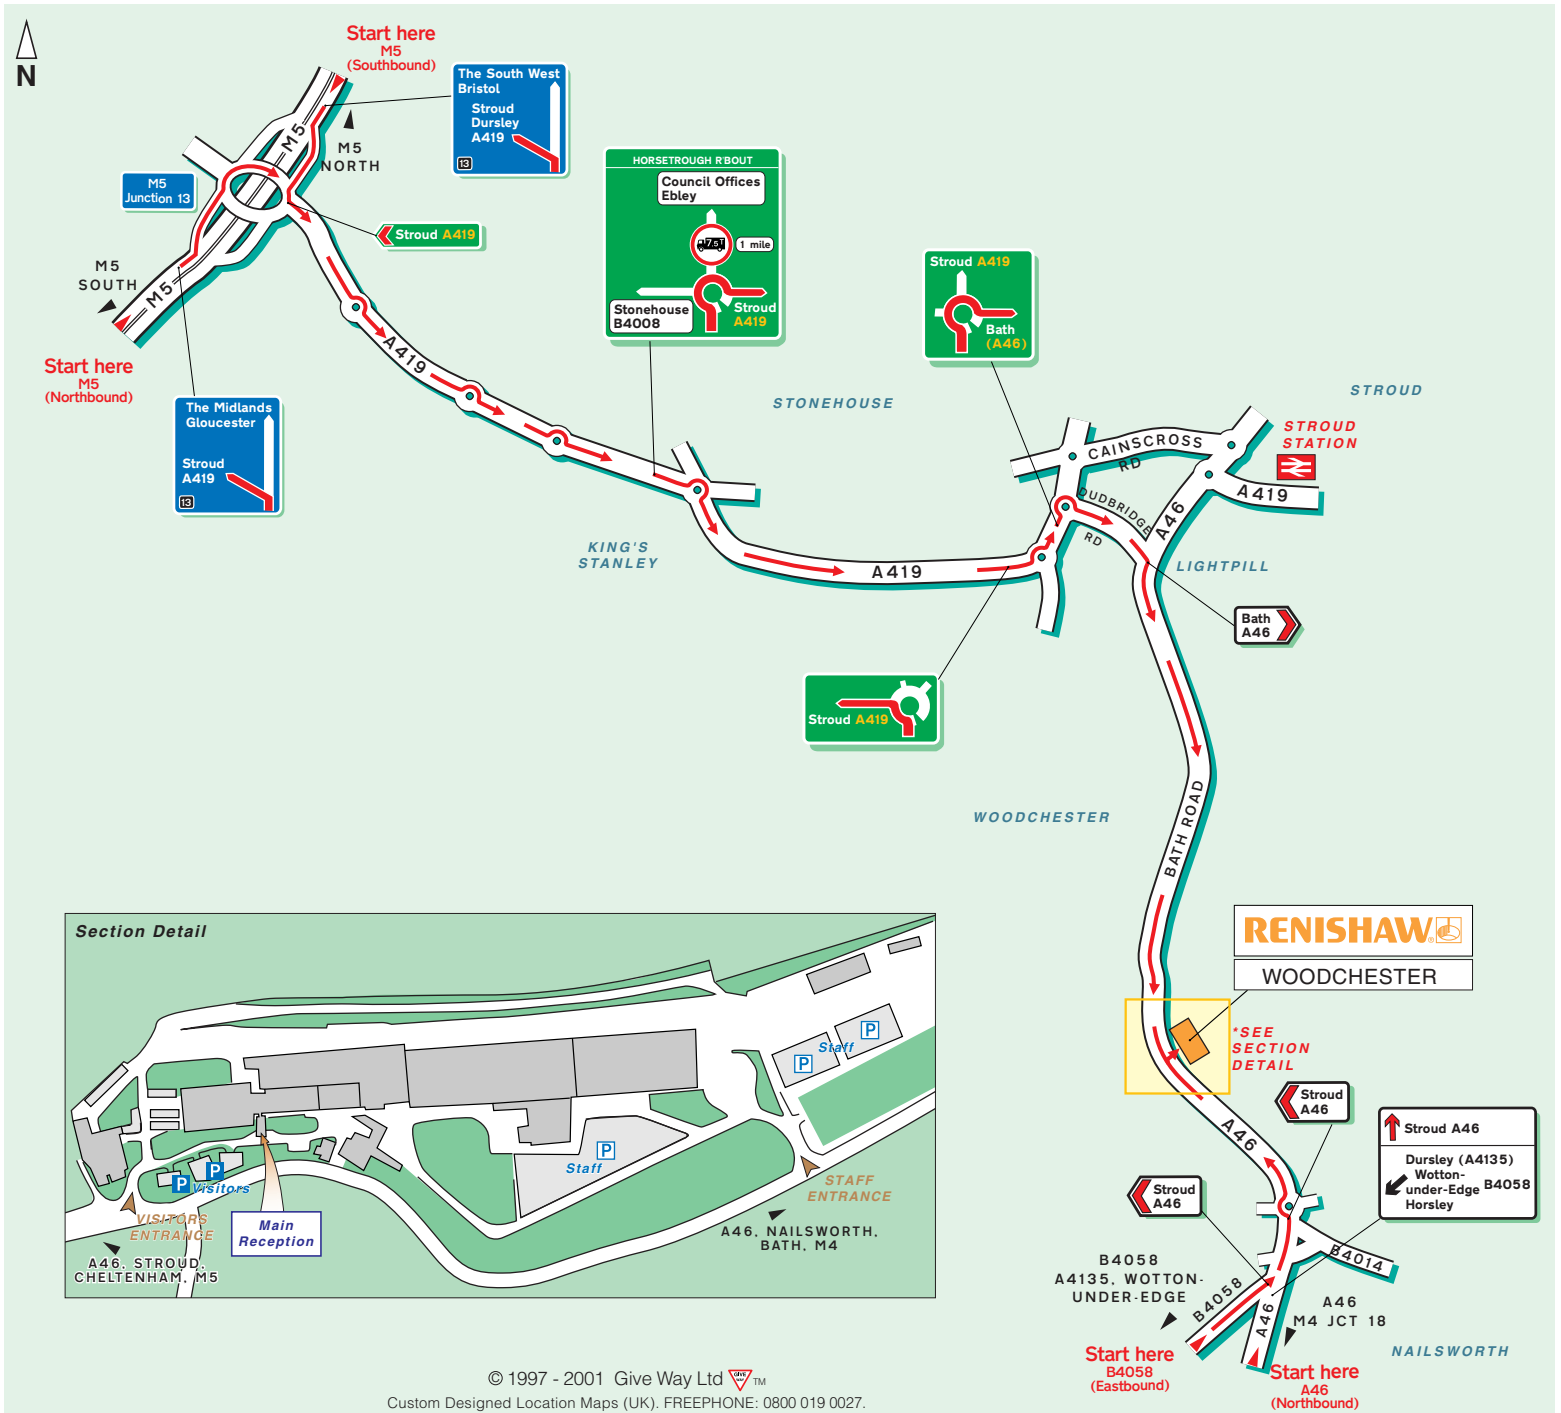 N
Start here
M5
(Southbound)
The South West
Bristol
Stroud
Dursley
A419
13
M5
M5
NORTH
M5
Junction 13
Stroud A419
M5
SOUTH
M5
Start here
M5
(Northbound)
The Midlands
Gloucester
Stroud
A419
13
HORSETROUGH R'BOUT
Council Offices
Ebley
7.5T
1 mile
Stonehouse
B4008
Stroud
A419
A419
Stroud A419
Bath
(A46)
STONEHOUSE
STROUD
STROUD
STATION
CAINSCROSS
RD
A419
DUDBRIDGE
RD
A46
KING'S
STANLEY
A419
LIGHTPILL
Bath
A46
Stroud A419
WOODCHESTER
BATH ROAD
RENISHAW
WOODCHESTER
*SEE
SECTION
DETAIL
Stroud
A46
A46
Stroud A46
Dursley (A4135)
Wotton-
under-Edge B4058
Horsley
Stroud
A46
B4014
B4058
A4135, WOTTON-
UNDER-EDGE
B4058
A46
A46
M4 JCT 18
NAILSWORTH
Start here
B4058
(Eastbound)
Start here
A46
(Northbound)
Section Detail
P
P
Staff
P
Staff
P
P
Visitors
VISITORS
ENTRANCE
Main
Reception
STAFF
ENTRANCE
A46, NAILSWORTH,
BATH, M4
A46, STROUD,
CHELTENHAM, M5
© 1997 - 2001 Give Way Ltd GIVE WAY TM
Custom Designed Location Maps (UK). FREEPHONE: 0800 019 0027.